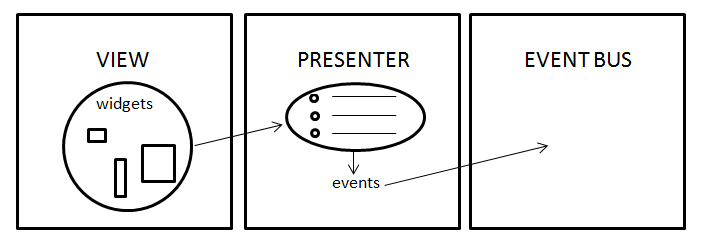 VIEW
widgets
PRESENTER
events
EVENT BUS